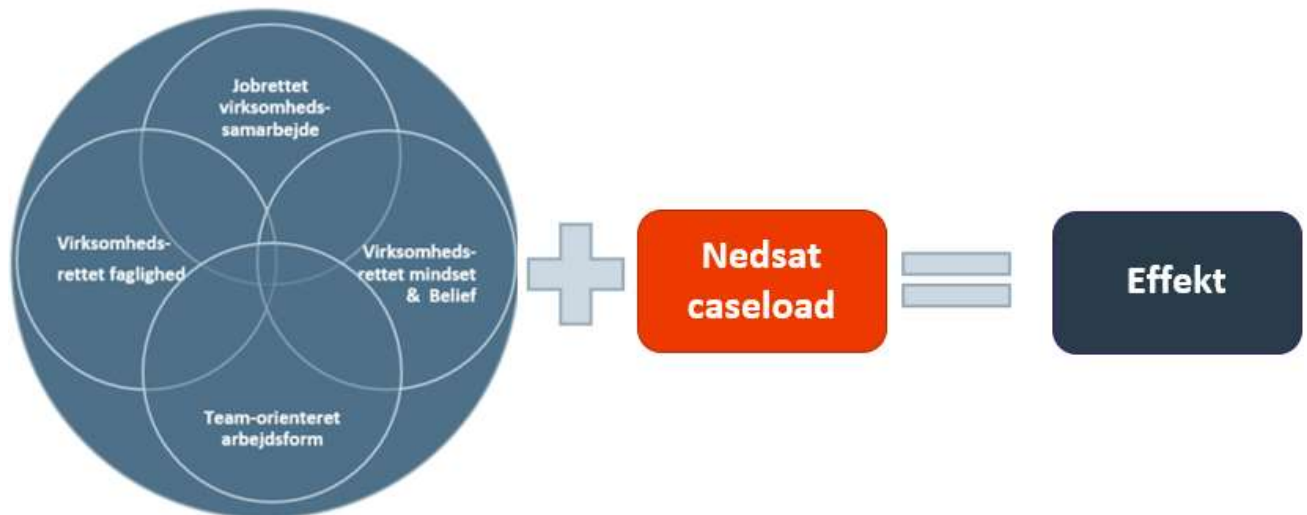 Jobrettet
virksomheds-
samarbejde
Virksomheds-
rettet faglighed
Virksomheds-
rettet mindset
& Belief
Team-orienteret
arbejdsform
Nedsat
caseload
Effekt